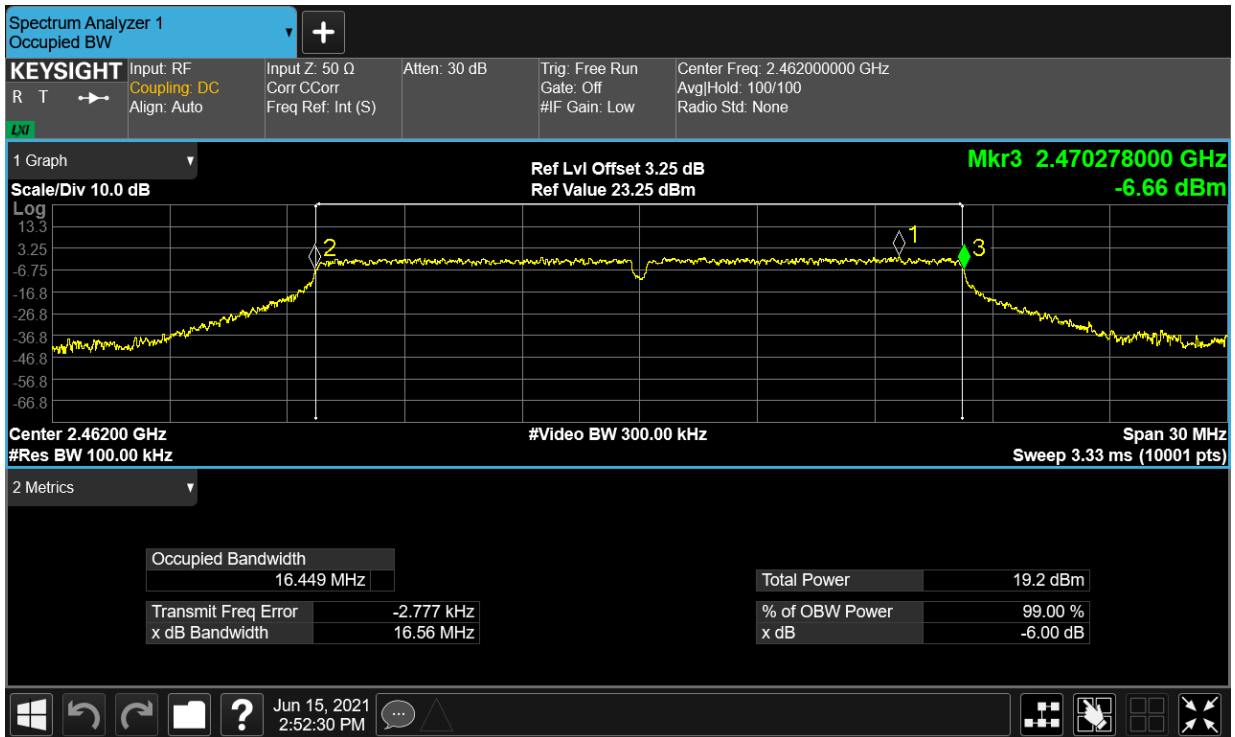 Spectrum Analyzer 1
Occupied BW
KEYSIGHT
R T
LXI
Input: RF
Coupling: DC
Align: Auto
Input Z: 50 Ω
Corr CCorr
Freq Ref: Int (S)
Atten: 30 dB
Trig: Free Run
Gate: Off
#IF Gain: Low
Center Freq: 2.462000000 GHz
Avg|Hold: 100/100
Radio Std: None
1 Graph
Scale/Div 10.0 dB
Ref Lvl Offset 3.25 dB
Ref Value 23.25 dBm
Mkr3 2.470278000 GHz
-6.66 dBm
Log
13.3
3.25
-6.75
-16.8
-26.8
-36.8
-46.8
-56.8
-66.8
2
1
3
Center 2.46200 GHz
#Video BW 300.00 kHz
Span 30 MHz
#Res BW 100.00 kHz
Sweep 3.33 ms (10001 pts)
2 Metrics
Occupied Bandwidth
16.449 MHz
Total Power 19.2 dBm
Transmit Freq Error -2.777 kHz
% of OBW Power 99.00 %
x dB Bandwidth 16.56 MHz
x dB -6.00 dB
?
Jun 15, 2021
2:52:30 PM